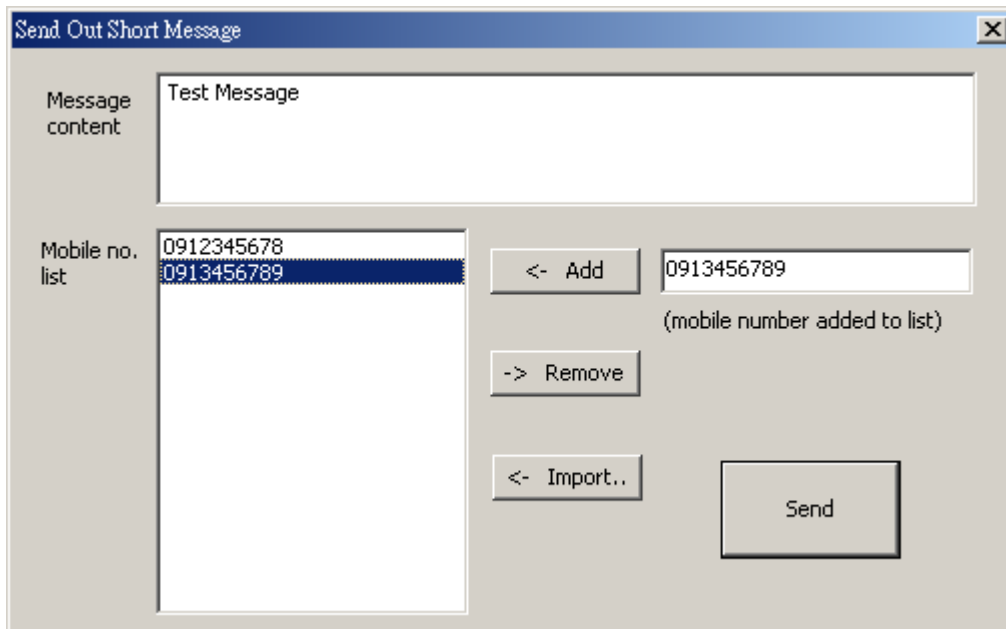 Send Out Short Message
Message
content
Test Message
Mobile no.
list
0912345678
0913456789
<- Add
0913456789
(mobile number added to list)
-> Remove
<- Import..
Send